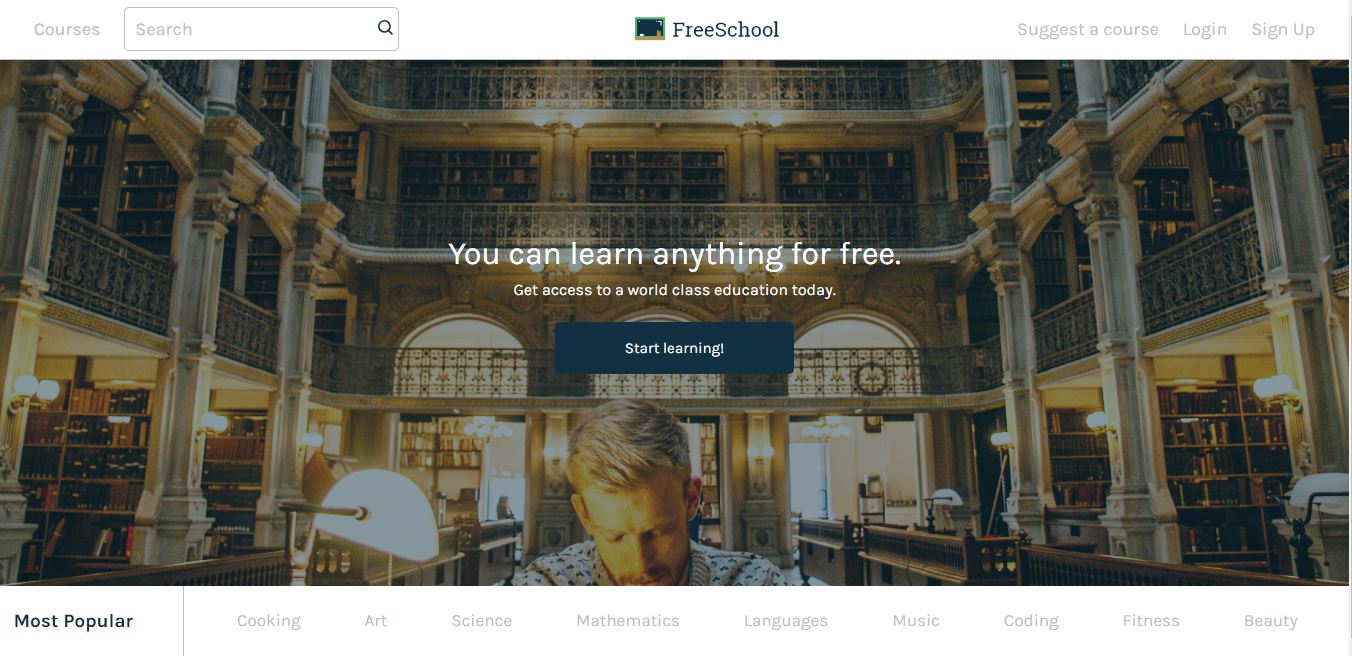 Courses Search FreeSchool Suggest a course Login Sign Up
You can learn anything for free.
Get access to a world class education today.
Start learning!
Most Popular Cooking Art Science Mathematics Languages Music Coding Fitness Beauty